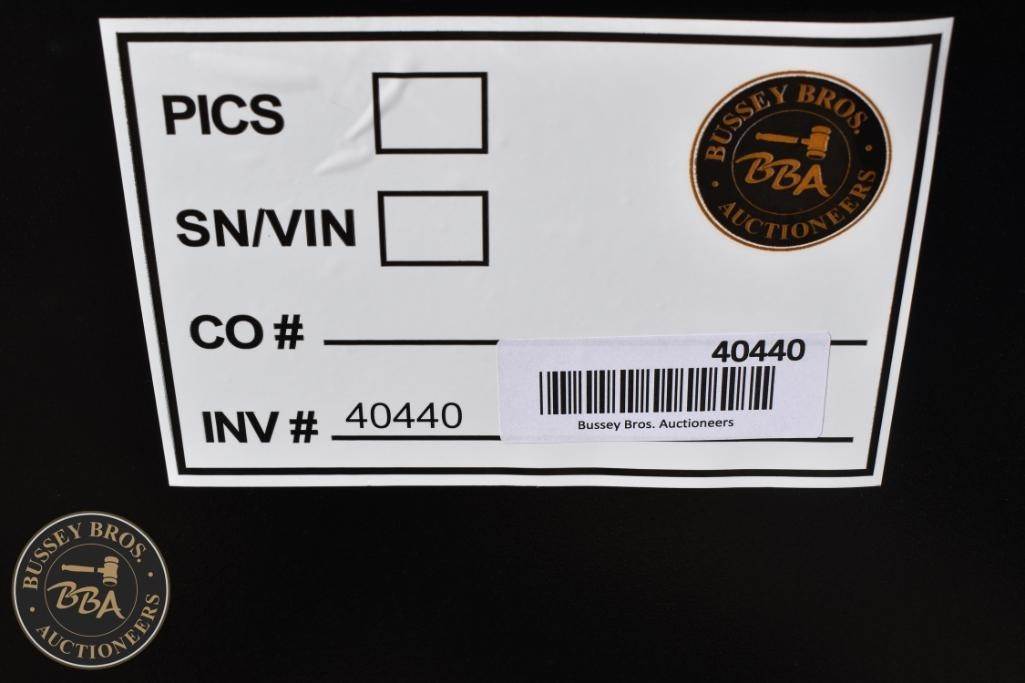 PICS
BUSSEY BROS.
BBA
AUCTIONEERS
SN/VIN
CO #
40440
INV # 40440
Bussey Bros. Auctioneers
BUSSEY BROS.
BBA
AUCTIONEERS